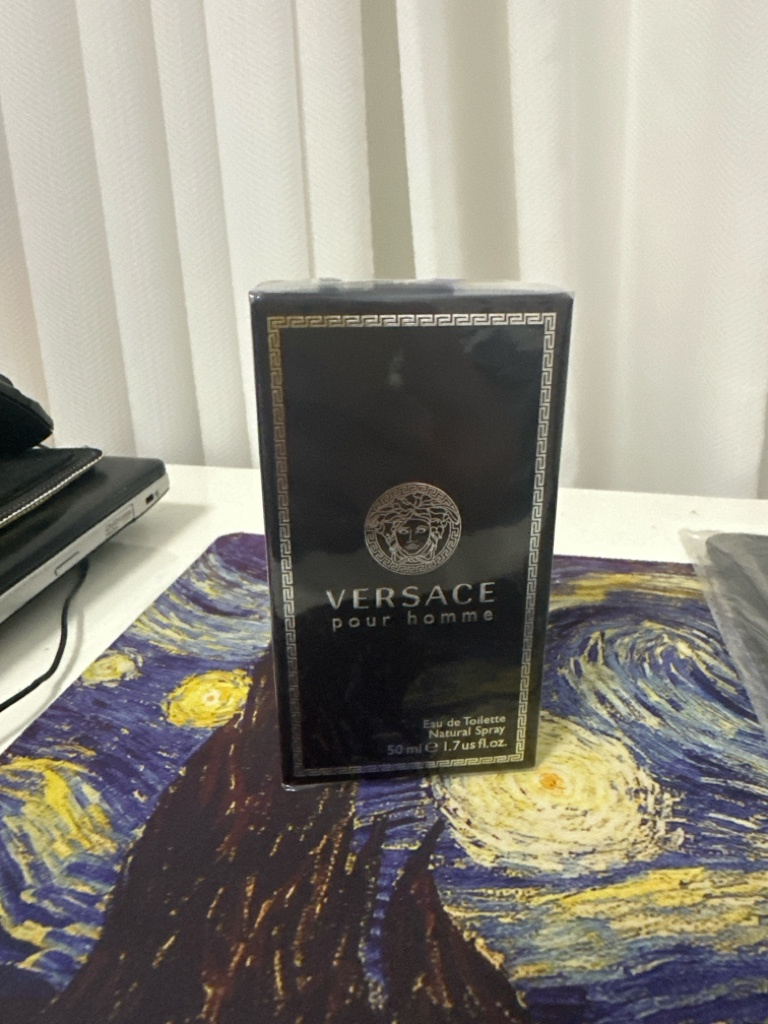 VERSACE
pour homme
Eau de Toilette
Natural Spray
50 ml ℮ 1.7 us fl.oz.